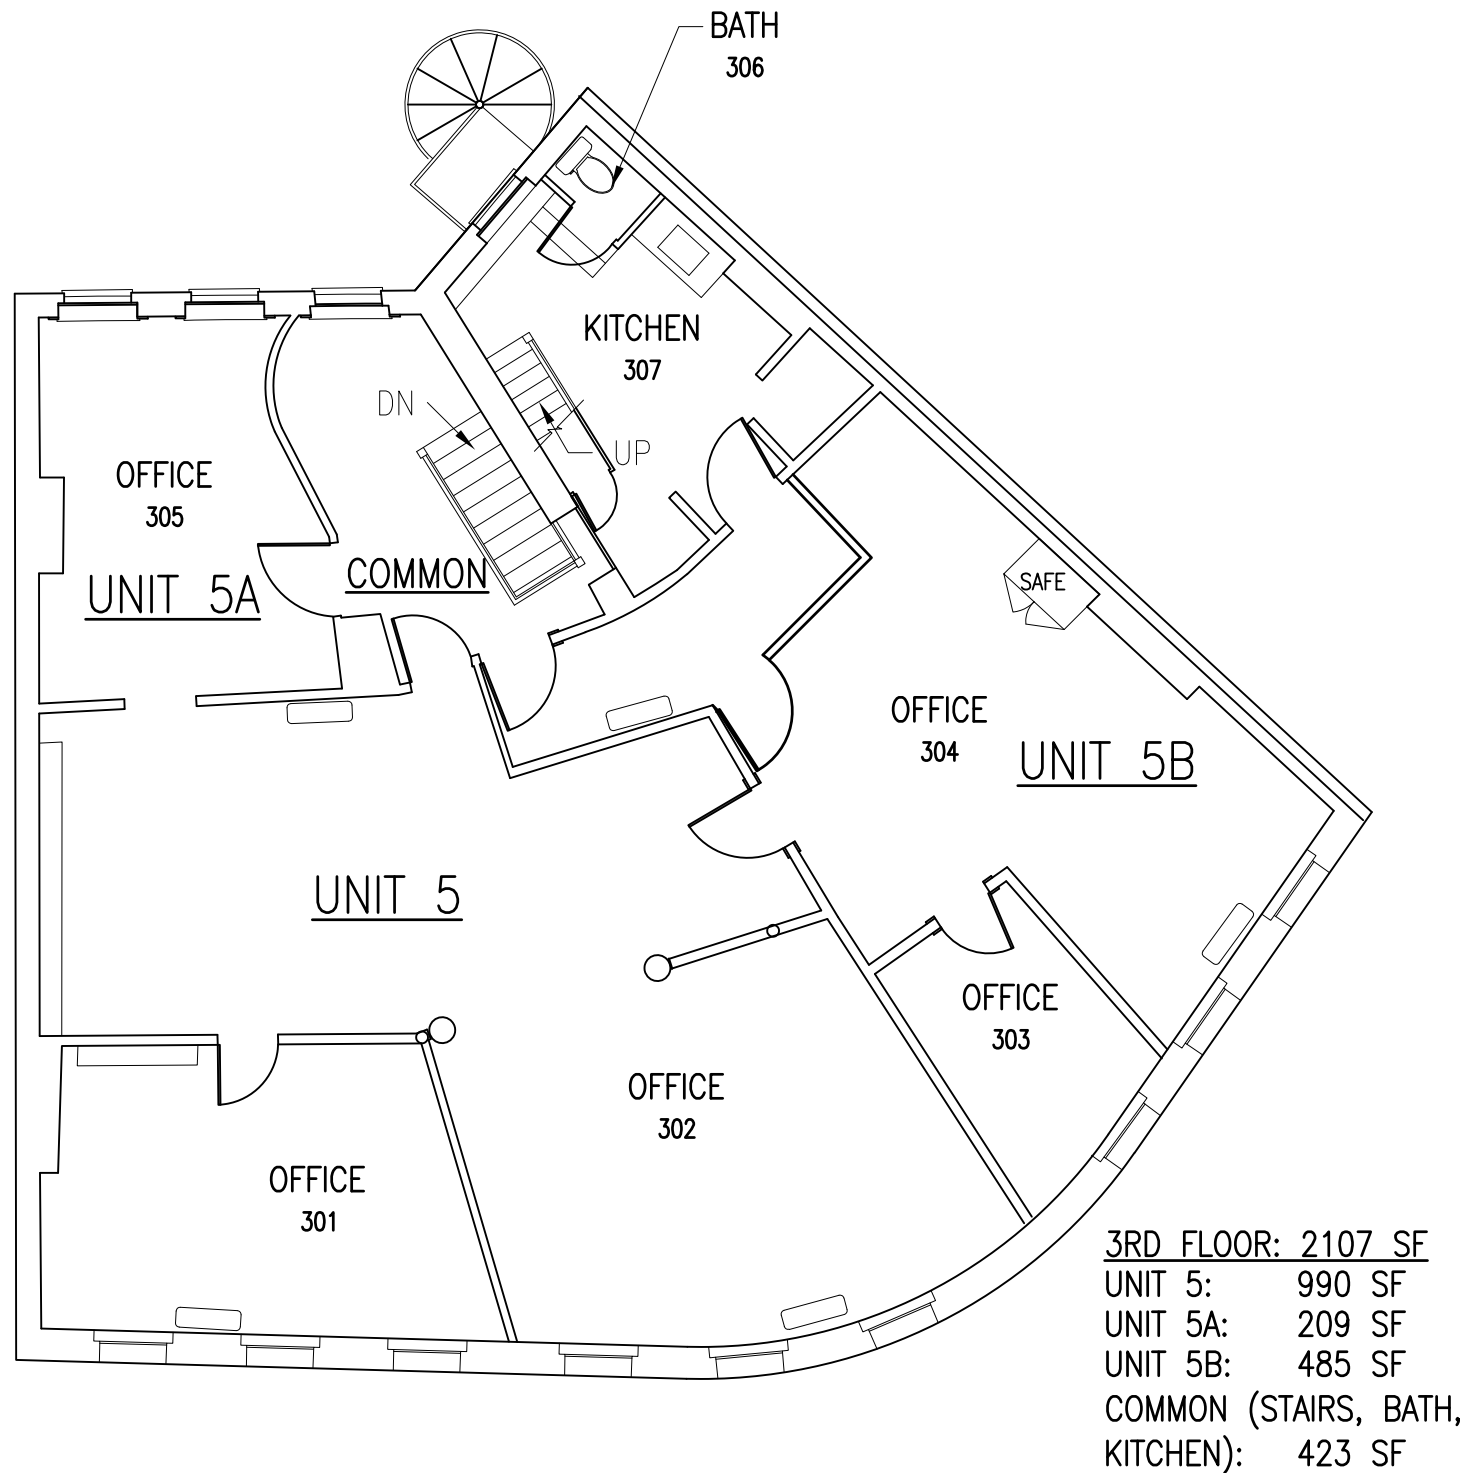 BATH
306
KITCHEN
307
DN
UP
OFFICE
305
UNIT 5A
COMMON
SAFE
OFFICE
304
UNIT 5B
UNIT 5
OFFICE
303
OFFICE
302
OFFICE
301
3RD FLOOR: 2107 SF
UNIT 5: 990 SF
UNIT 5A: 209 SF
UNIT 5B: 485 SF
COMMON (STAIRS, BATH,
KITCHEN): 423 SF